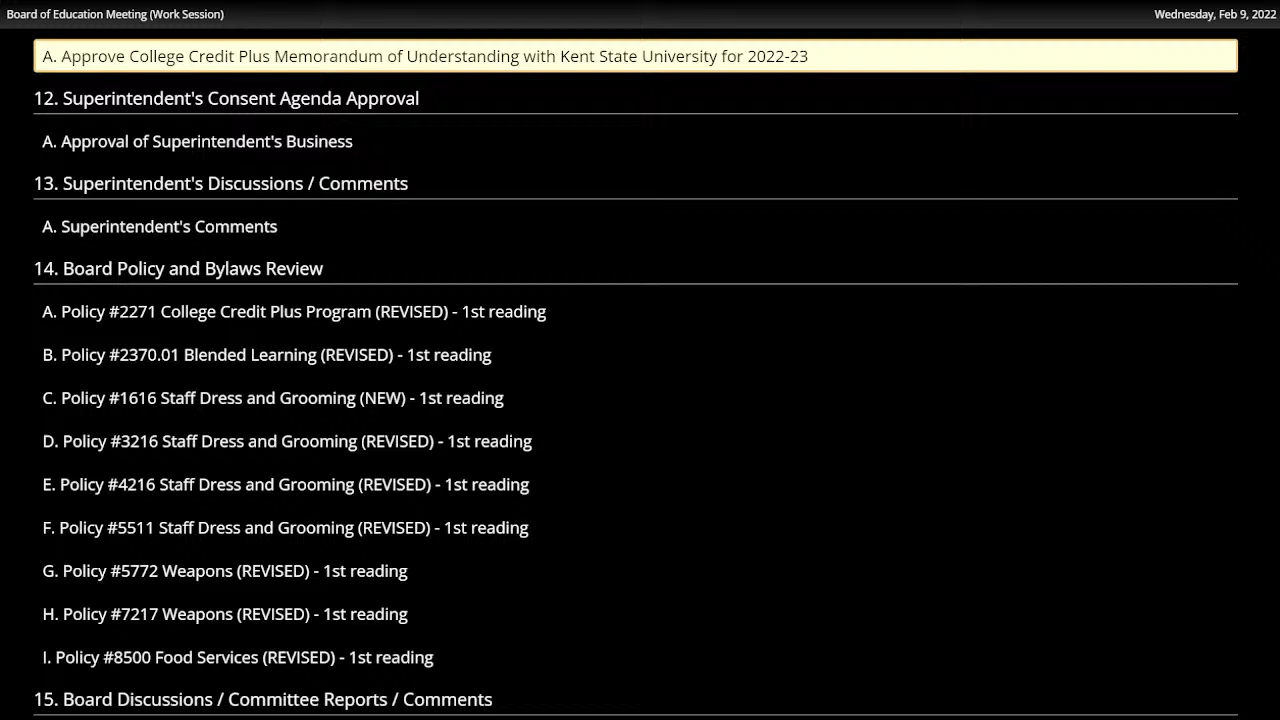 Board of Education Meeting (Work Session)
Wednesday, Feb 9, 2022
A. Approve College Credit Plus Memorandum of Understanding with Kent State University for 2022-23
12. Superintendent's Consent Agenda Approval
A. Approval of Superintendent's Business
13. Superintendent's Discussions / Comments
A. Superintendent's Comments
14. Board Policy and Bylaws Review
A. Policy #2271 College Credit Plus Program (REVISED) - 1st reading
B. Policy #2370.01 Blended Learning (REVISED) - 1st reading
C. Policy #1616 Staff Dress and Grooming (NEW) - 1st reading
D. Policy #3216 Staff Dress and Grooming (REVISED) - 1st reading
E. Policy #4216 Staff Dress and Grooming (REVISED) - 1st reading
F. Policy #5511 Staff Dress and Grooming (REVISED) - 1st reading
G. Policy #5772 Weapons (REVISED) - 1st reading
H. Policy #7217 Weapons (REVISED) - 1st reading
I. Policy #8500 Food Services (REVISED) - 1st reading
15. Board Discussions / Committee Reports / Comments